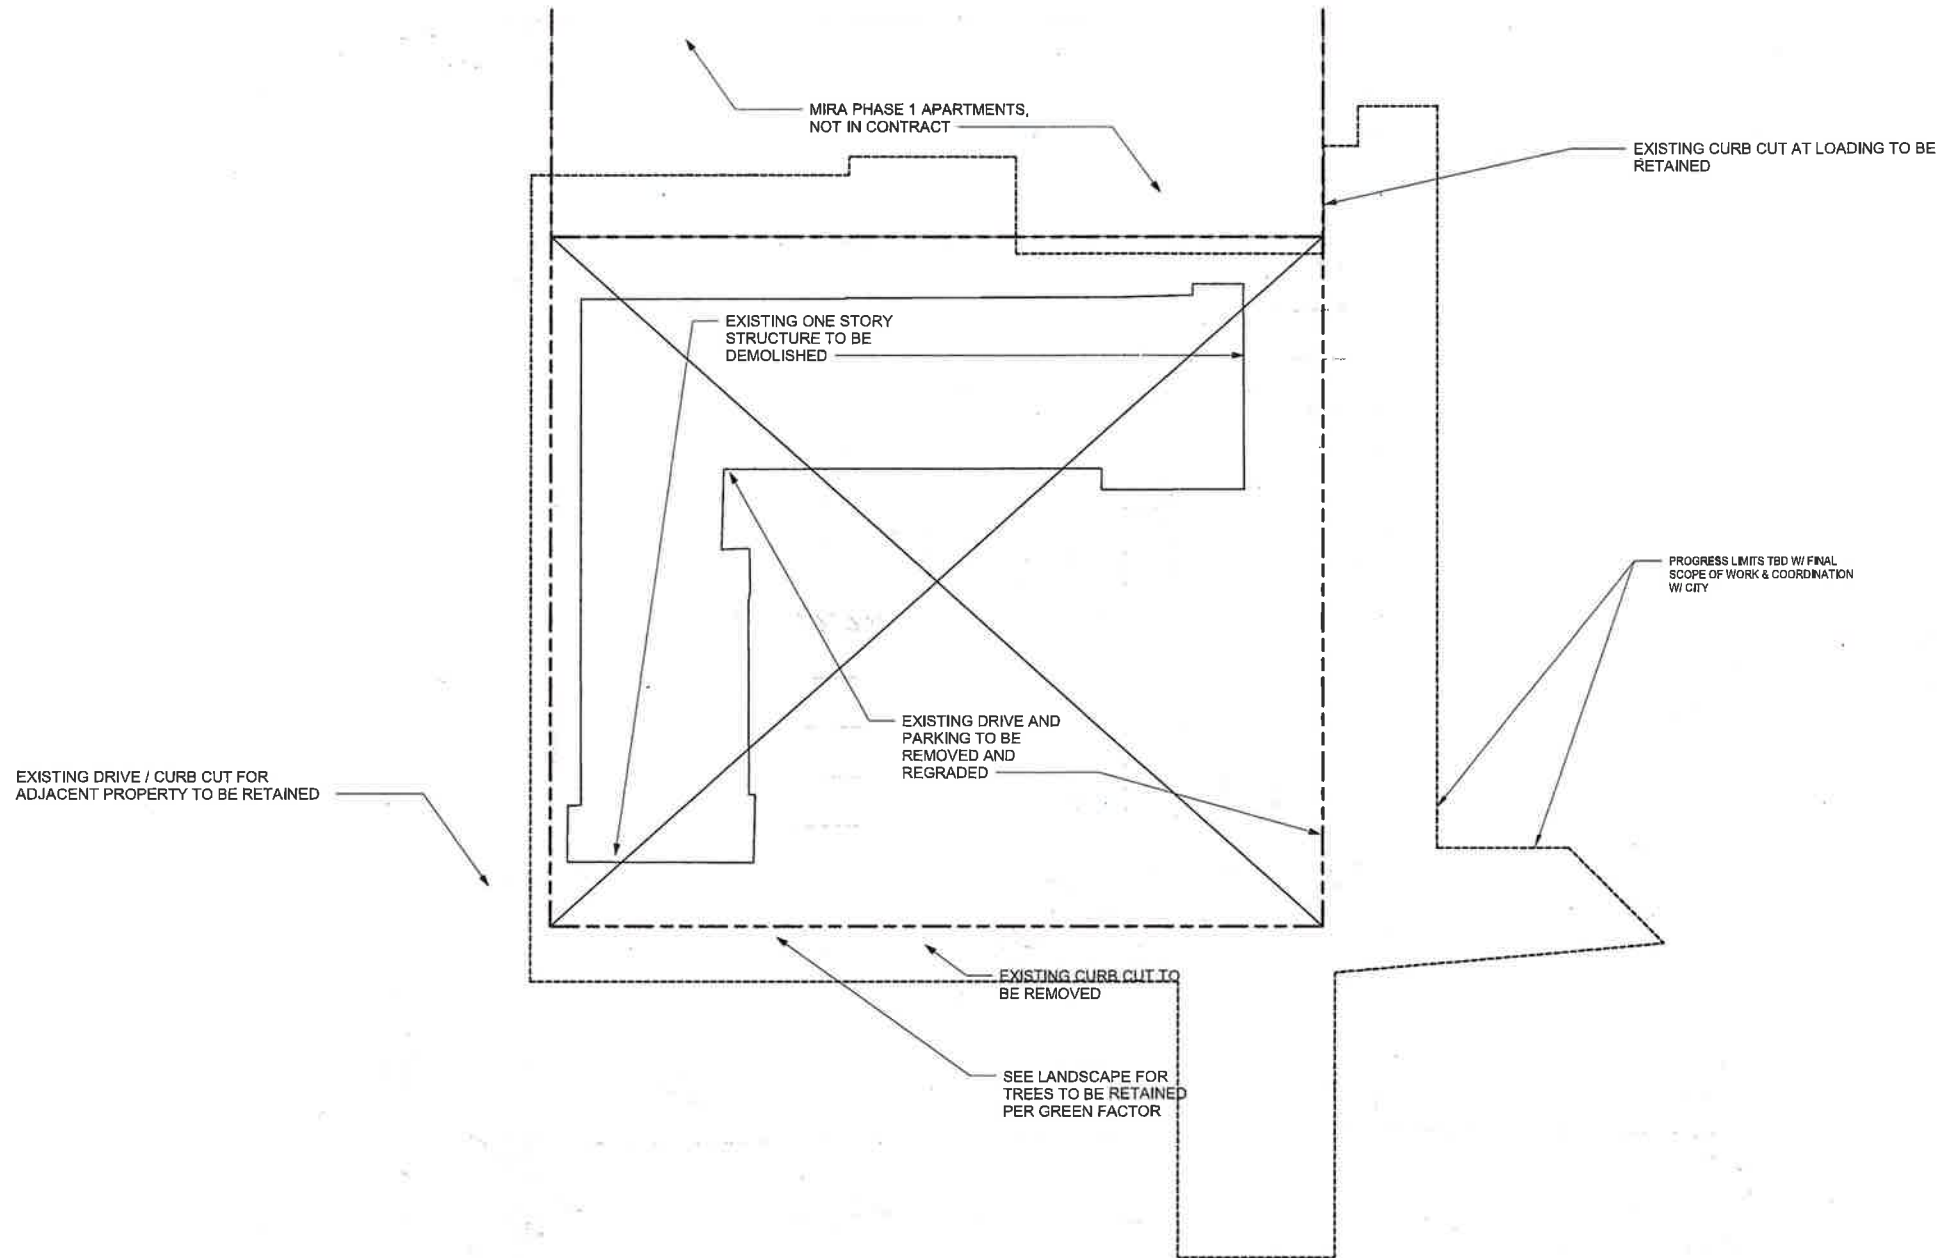 MIRA PHASE 1 APARTMENTS,
NOT IN CONTRACT
EXISTING CURB CUT AT LOADING TO BE
RETAINED
EXISTING ONE STORY
STRUCTURE TO BE
DEMOLISHED
PROGRESS LIMITS TBD W/ FINAL
SCOPE OF WORK & COORDINATION
W/ CITY
EXISTING DRIVE AND
PARKING TO BE
REMOVED AND
REGRADED
EXISTING DRIVE / CURB CUT FOR
ADJACENT PROPERTY TO BE RETAINED
EXISTING CURB CUT TO
BE REMOVED
SEE LANDSCAPE FOR
TREES TO BE RETAINED
PER GREEN FACTOR